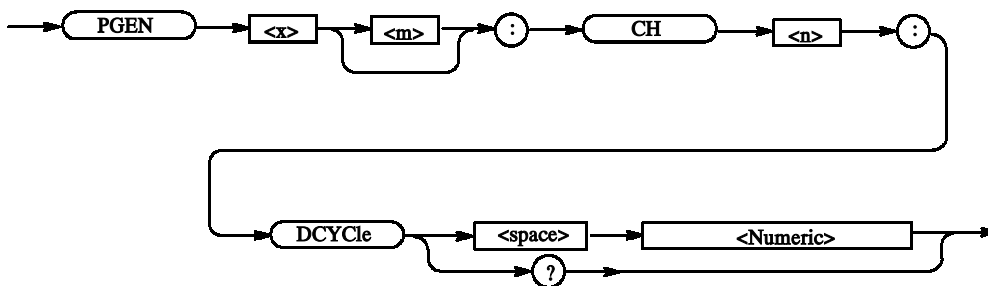 PGEN <x> <m> : CH <n> :
DCYCle <space> <Numeric>
?